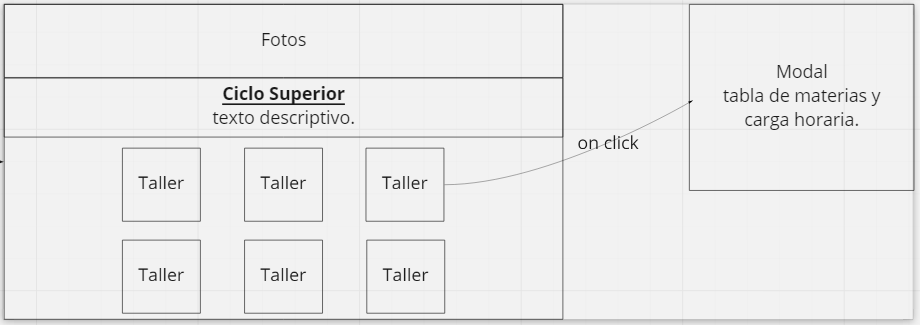 Fotos
Ciclo Superior
texto descriptivo.
Taller
Taller
Taller
Taller
Taller
Taller
on click
Modal
tabla de materias y
carga horaria.